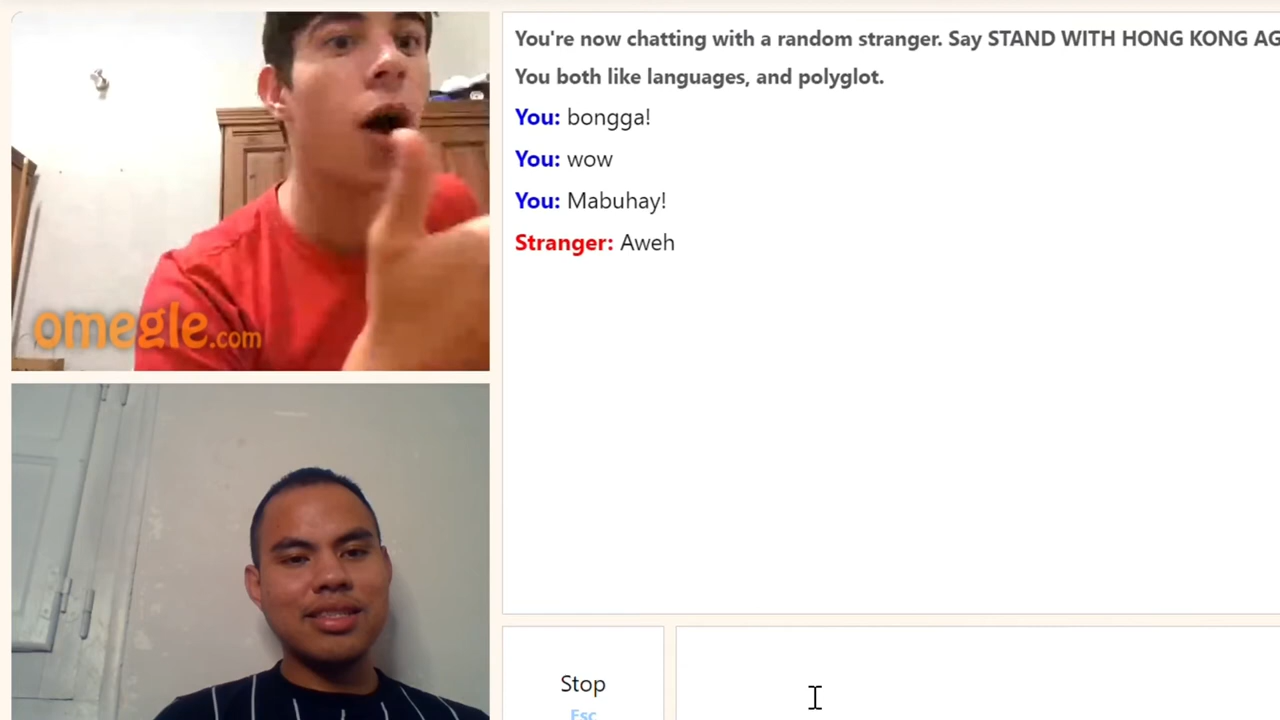 You're now chatting with a random stranger. Say STAND WITH HONG KONG AG
You both like languages, and polyglot.
You: bongga!
You: wow
You: Mabuhay!
Stranger: Aweh
omegle.com
Stop
Esc